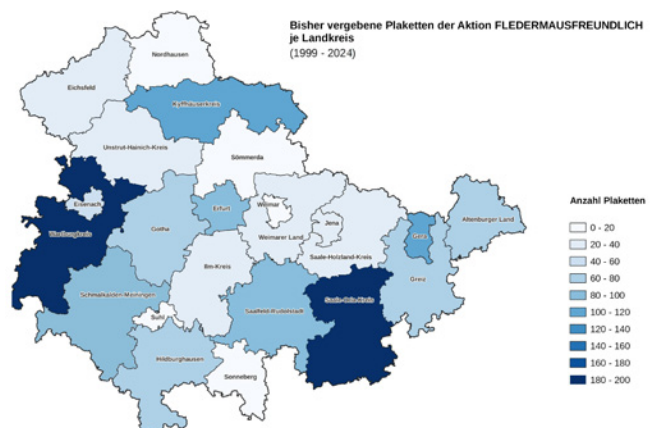 Bisher vergebene Plaketten der Aktion FLEDERMAUSFREUNDLICH
je Landkreis
(1999 - 2024)
Nordhausen
Eichsfeld
Kyffhäuserkreis
Unstrut-Hainich-Kreis
Sömmerda
Eisenach
Wartburgkreis
Gotha
Erfurt
Weimar
Weimarer Land
Jena
Saale-Holzland-Kreis
Gera
Altenburger Land
Greiz
Ilm-Kreis
Schmalkalden-Meiningen
Suhl
Saalfeld-Rudolstadt
Saale-Orla-Kreis
Hildburghausen
Sonneberg
Anzahl Plaketten
0 - 20
20 - 40
40 - 60
60 - 80
80 - 100
100 - 120
120 - 140
140 - 160
160 - 180
180 - 200